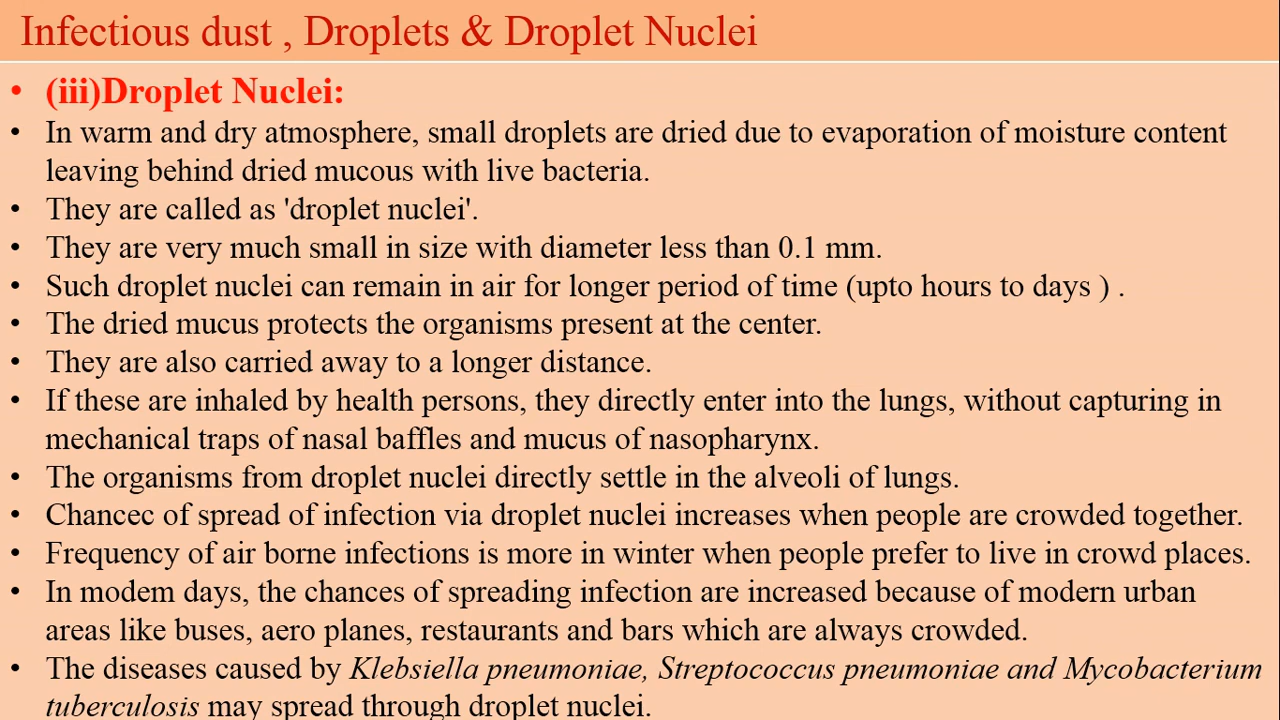 Infectious dust , Droplets & Droplet Nuclei
• (iii)Droplet Nuclei:
• In warm and dry atmosphere, small droplets are dried due to evaporation of moisture content
leaving behind dried mucous with live bacteria.
• They are called as 'droplet nuclei'.
• They are very much small in size with diameter less than 0.1 mm.
• Such droplet nuclei can remain in air for longer period of time (upto hours to days ) .
• The dried mucus protects the organisms present at the center.
• They are also carried away to a longer distance.
• If these are inhaled by health persons, they directly enter into the lungs, without capturing in
mechanical traps of nasal baffles and mucus of nasopharynx.
• The organisms from droplet nuclei directly settle in the alveoli of lungs.
• Chancec of spread of infection via droplet nuclei increases when people are crowded together.
• Frequency of air borne infections is more in winter when people prefer to live in crowd places.
• In modem days, the chances of spreading infection are increased because of modern urban
areas like buses, aero planes, restaurants and bars which are always crowded.
• The diseases caused by Klebsiella pneumoniae, Streptococcus pneumoniae and Mycobacterium
tuberculosis may spread through droplet nuclei.